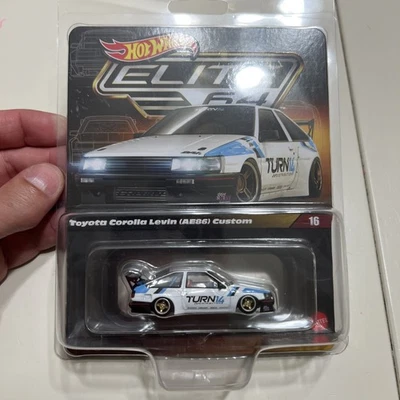 Hot Wheels
ELITE
64
TURN14
Toyota Corolla Levin (AE86) Custom
16
TURN14